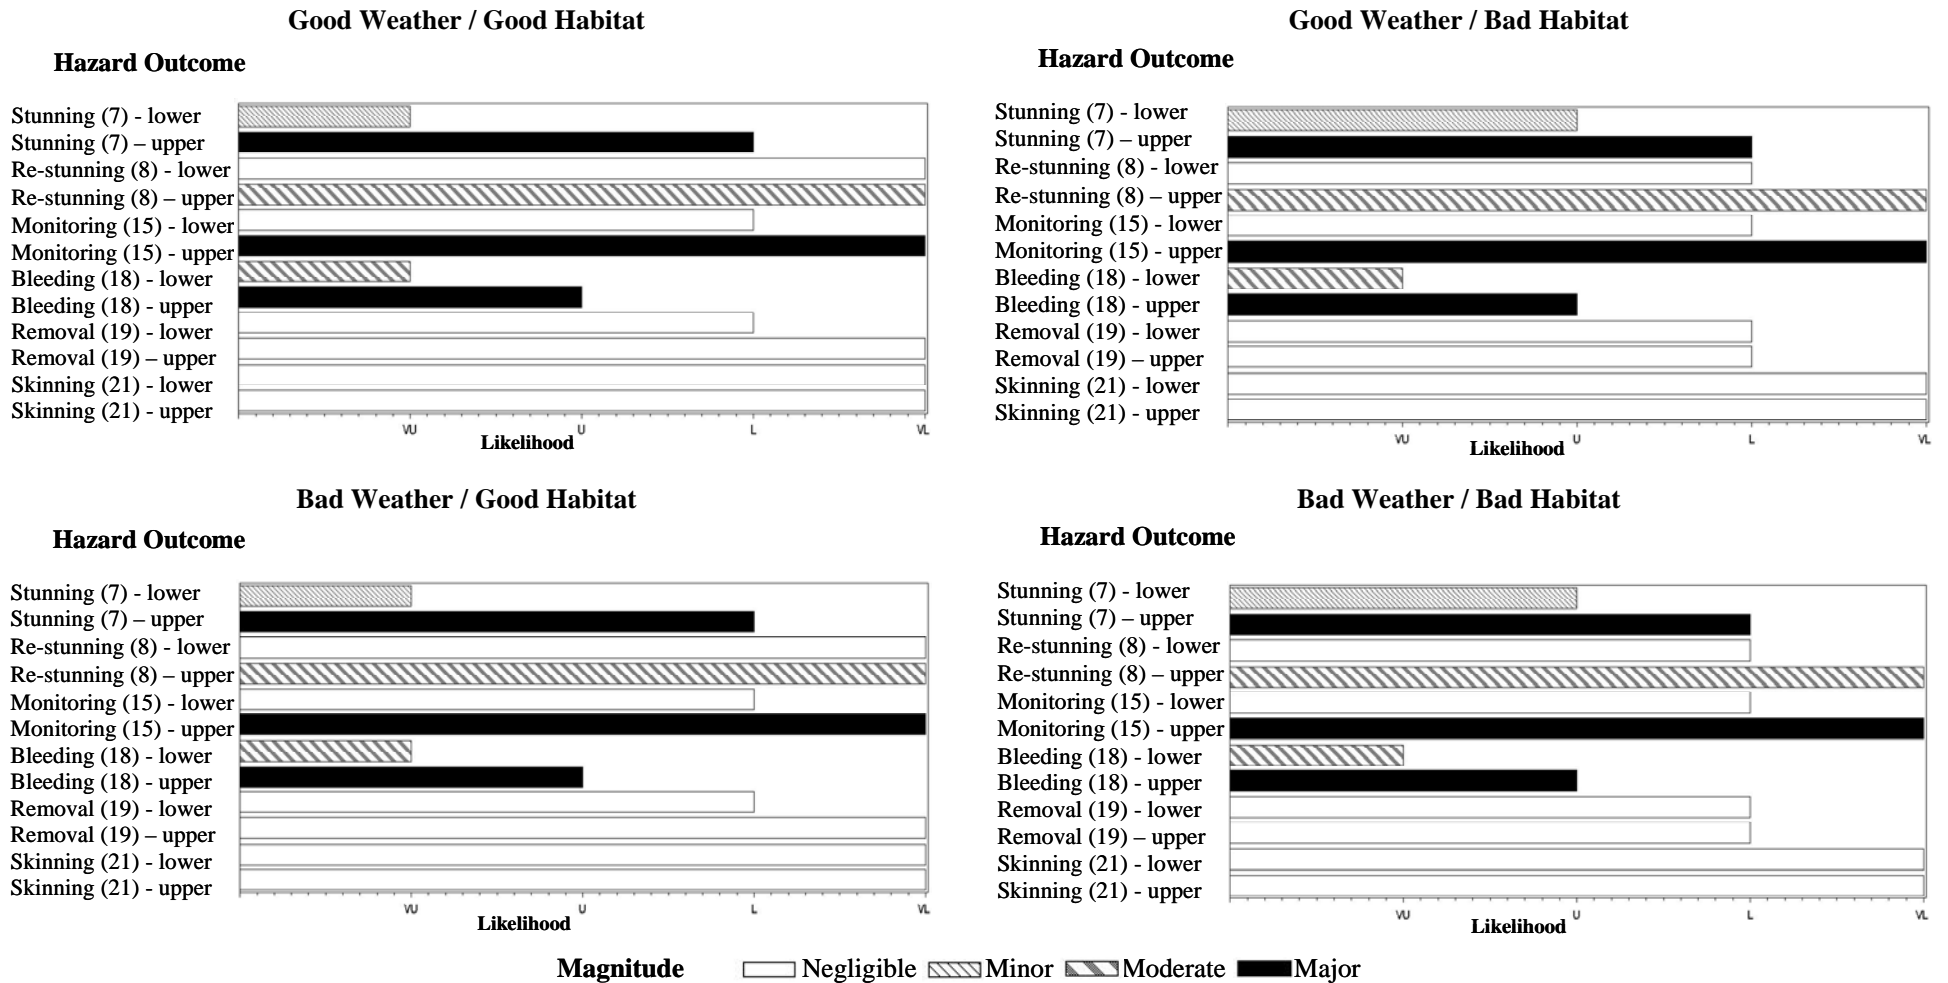 Good Weather / Good Habitat
Hazard Outcome
Stunning (7) - lower
Stunning (7) – upper
Re-stunning (8) - lower
Re-stunning (8) – upper
Monitoring (15) - lower
Monitoring (15) - upper
Bleeding (18) - lower
Bleeding (18) - upper
Removal (19) - lower
Removal (19) – upper
Skinning (21) - lower
Skinning (21) - upper
VU U L VL
Likelihood
Good Weather / Bad Habitat
Hazard Outcome
Stunning (7) - lower
Stunning (7) – upper
Re-stunning (8) - lower
Re-stunning (8) – upper
Monitoring (15) - lower
Monitoring (15) - upper
Bleeding (18) - lower
Bleeding (18) - upper
Removal (19) - lower
Removal (19) – upper
Skinning (21) - lower
Skinning (21) - upper
VU U L VL
Likelihood
Bad Weather / Good Habitat
Hazard Outcome
Stunning (7) - lower
Stunning (7) – upper
Re-stunning (8) - lower
Re-stunning (8) – upper
Monitoring (15) - lower
Monitoring (15) - upper
Bleeding (18) - lower
Bleeding (18) - upper
Removal (19) - lower
Removal (19) – upper
Skinning (21) - lower
Skinning (21) - upper
VU U L VL
Likelihood
Bad Weather / Bad Habitat
Hazard Outcome
Stunning (7) - lower
Stunning (7) – upper
Re-stunning (8) - lower
Re-stunning (8) – upper
Monitoring (15) - lower
Monitoring (15) - upper
Bleeding (18) - lower
Bleeding (18) - upper
Removal (19) - lower
Removal (19) – upper
Skinning (21) - lower
Skinning (21) - upper
VU U L VL
Likelihood
Magnitude Negligible Minor Moderate Major